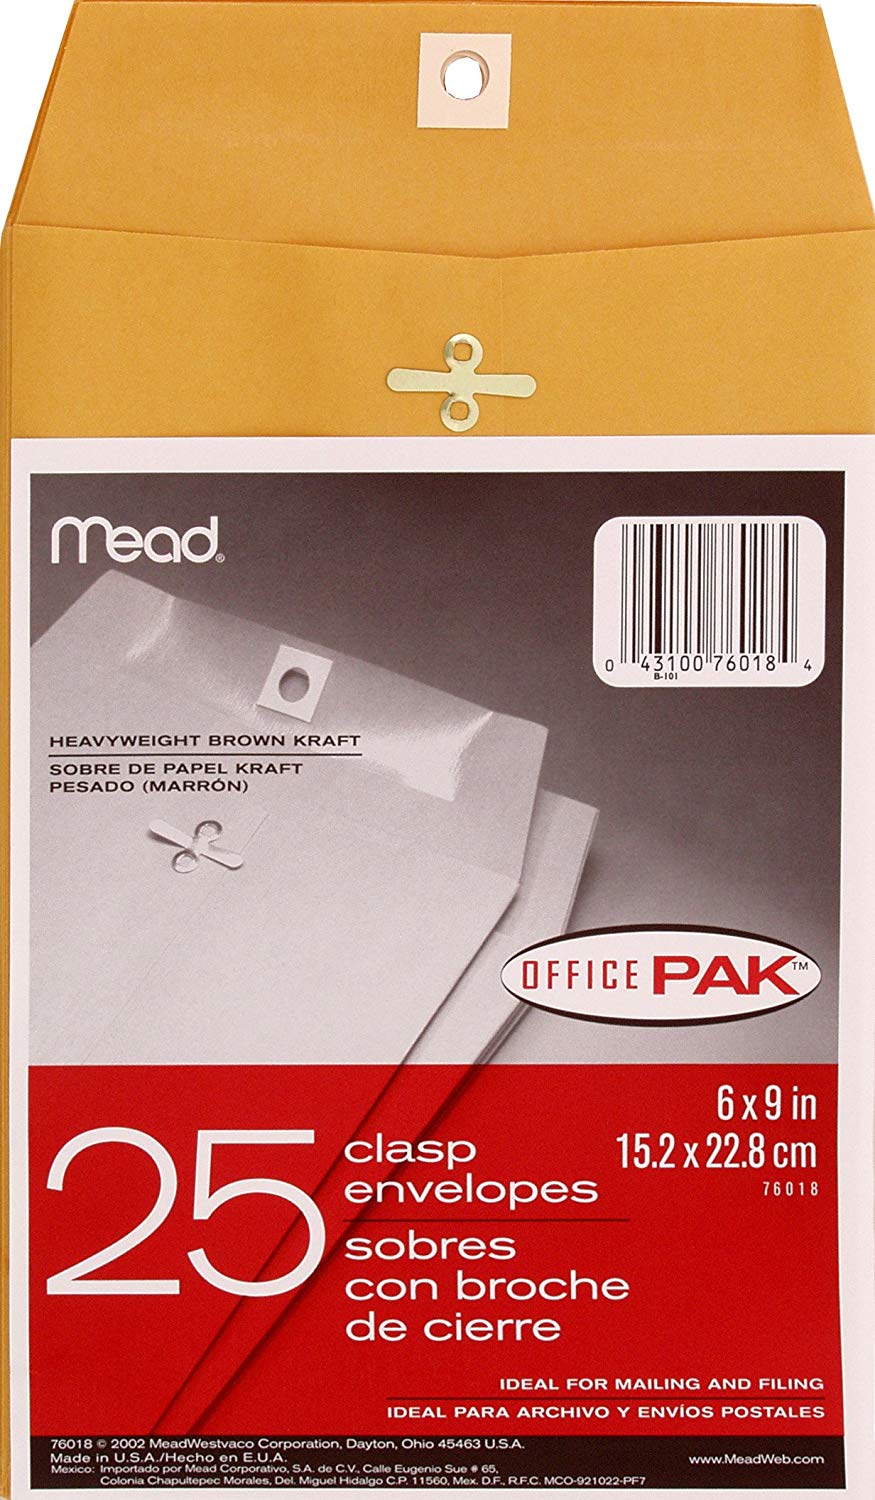 Mead®
0 43100 76018 4
B-101
HEAVYWEIGHT BROWN KRAFT
SOBRE DE PAPEL KRAFT
PESADO (MARRÓN)
OFFICE PAK™
6 x 9 in
15.2 x 22.8 cm
76018
25
clasp
envelopes
sobres
con broche
de cierre
IDEAL FOR MAILING AND FILING
IDEAL PARA ARCHIVO Y ENVÍOS POSTALES
76018 © 2002 MeadWestvaco Corporation, Dayton, Ohio 45463 U.S.A.
Made in U.S.A./Hecho en E.U.A.
www.MeadWeb.com
Mexico: Importado por Mead Corporativo, S.A. de C.V., Calle Eugenio Sue # 65,
Colonia Chapultepec Morales, Del. Miguel Hidalgo C.P. 11560, Mex. D.F., R.F.C. MCO-921022-PF7